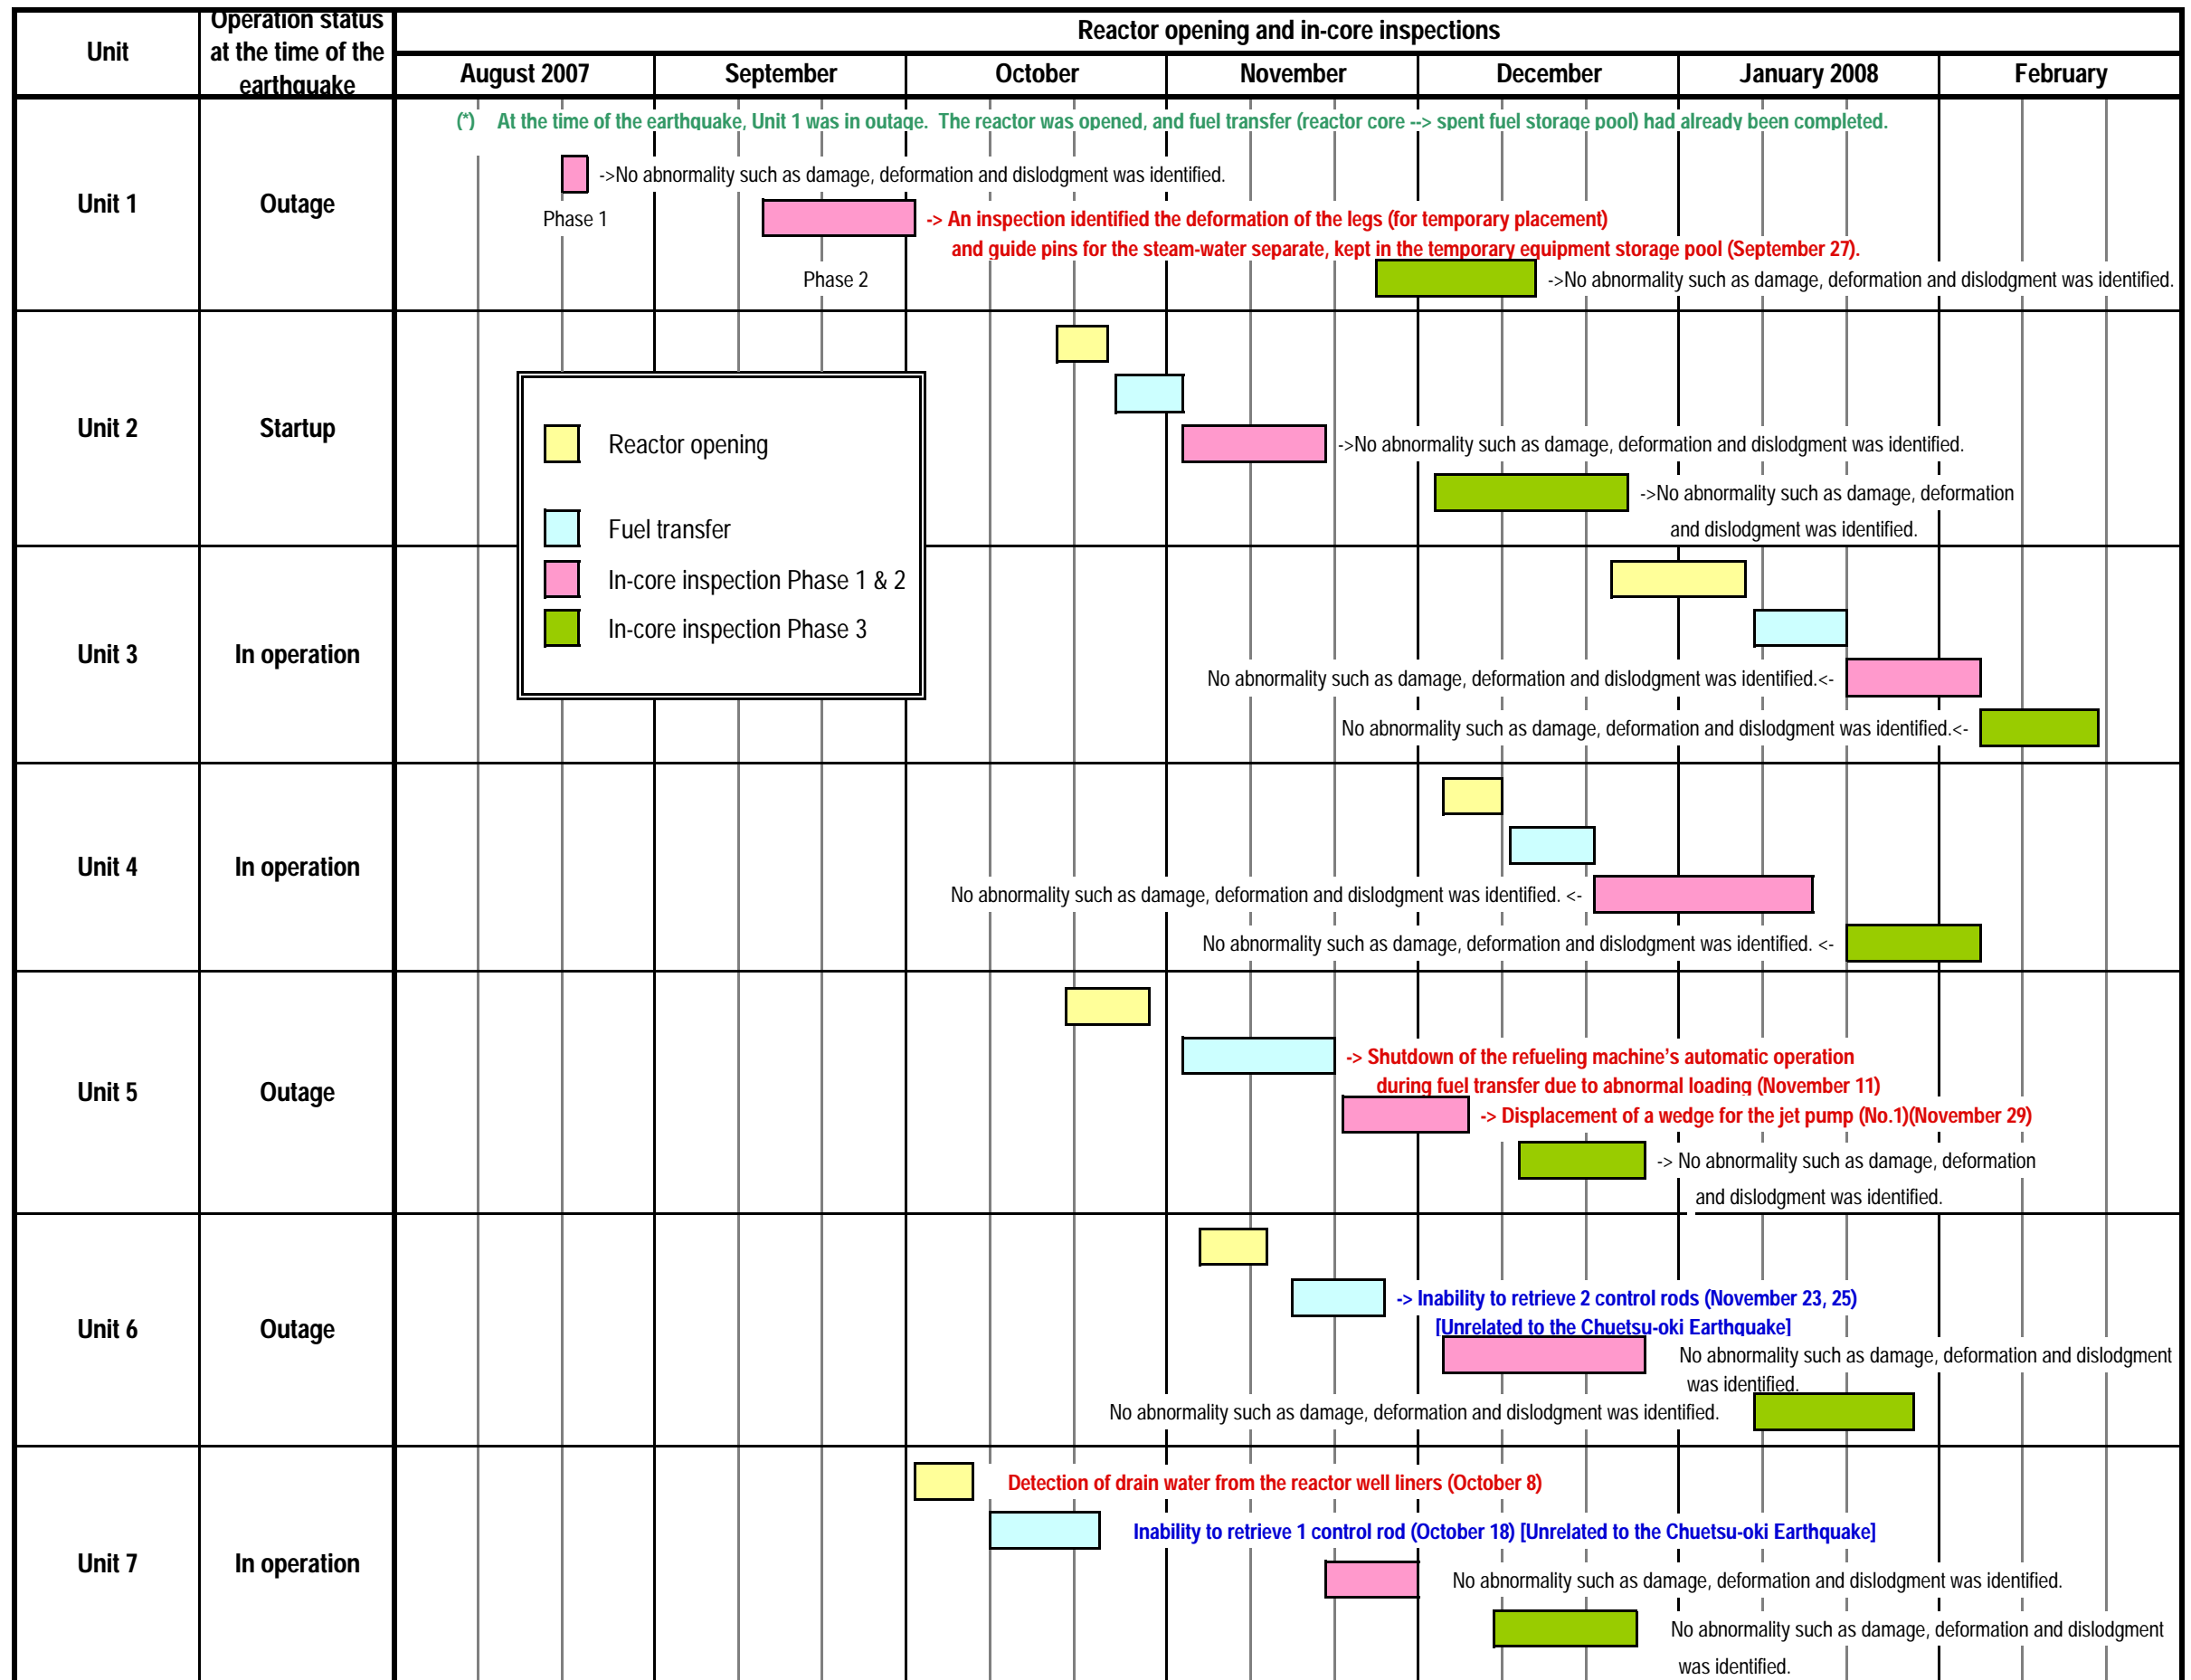 Unit
Operation status
at the time of the
earthquake
Reactor opening and in-core inspections
August 2007
September
October
November
December
January 2008
February
Unit 1
Outage
(*) At the time of the earthquake, Unit 1 was in outage. The reactor was opened, and fuel transfer (reactor core --> spent fuel storage pool) had already been completed.
->No abnormality such as damage, deformation and dislodgment was identified.
Phase 1
-> An inspection identified the deformation of the legs (for temporary placement)
and guide pins for the steam-water separate, kept in the temporary equipment storage pool (September 27).
Phase 2
->No abnormality such as damage, deformation and dislodgment was identified.
Unit 2
Startup
->No abnormality such as damage, deformation and dislodgment was identified.
->No abnormality such as damage, deformation
and dislodgment was identified.
Reactor opening
Fuel transfer
In-core inspection Phase 1 & 2
In-core inspection Phase 3
Unit 3
In operation
No abnormality such as damage, deformation and dislodgment was identified.<-
No abnormality such as damage, deformation and dislodgment was identified.<-
Unit 4
In operation
No abnormality such as damage, deformation and dislodgment was identified. <-
No abnormality such as damage, deformation and dislodgment was identified. <-
Unit 5
Outage
-> Shutdown of the refueling machine’s automatic operation
during fuel transfer due to abnormal loading (November 11)
-> Displacement of a wedge for the jet pump (No.1)(November 29)
-> No abnormality such as damage, deformation
and dislodgment was identified.
Unit 6
Outage
-> Inability to retrieve 2 control rods (November 23, 25)
[Unrelated to the Chuetsu-oki Earthquake]
No abnormality such as damage, deformation and dislodgment
was identified.
No abnormality such as damage, deformation and dislodgment was identified.
Unit 7
In operation
Detection of drain water from the reactor well liners (October 8)
Inability to retrieve 1 control rod (October 18) [Unrelated to the Chuetsu-oki Earthquake]
No abnormality such as damage, deformation and dislodgment was identified.
No abnormality such as damage, deformation and dislodgment
was identified.